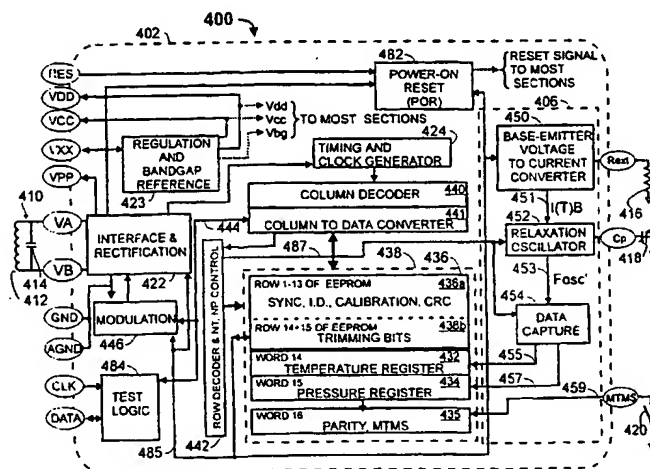 400
402
RES
VDD
VCC
VXX
VPP
410
VA
VB
414
412
GND
AGND
CLK
DATA
482
POWER-ON
RESET
(POR)
RESET SIGNAL
TO MOST
SECTIONS
406
Vdd
Vcc
Vbg
TO MOST SECTIONS
REGULATION AND
BANDGAP
REFERENCE
423
424
TIMING AND
CLOCK GENERATOR
450
BASE-EMITTER
VOLTAGE
TO CURRENT
CONVERTER
Rext
416
COLUMN DECODER
440
COLUMN TO DATA CONVERTER
441
444
451
I(T)B
452
RELAXATION
OSCILLATOR
Cp
418
INTERFACE &
RECTIFICATION
422
487
438
436
453
Fosc'
454
DATA
CAPTURE
ROW DECODER & NT, NP CONTROL
442
ROW 1-13 OF EEPROM
436a
SYNC, I.D., CALIBRATION, CRC
ROW 14+15 OF EEPROM
436b
TRIMMING BITS
MODULATION
446
WORD 14
432
TEMPERATURE REGISTER
455
WORD 15
434
PRESSURE REGISTER
457
WORD 16
435
PARITY, MTMS
459
MTMS
420
484
TEST
LOGIC
485